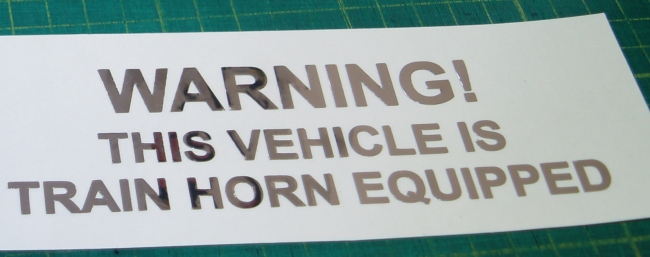 WARNING!
THIS VEHICLE IS
TRAIN HORN EQUIPPED